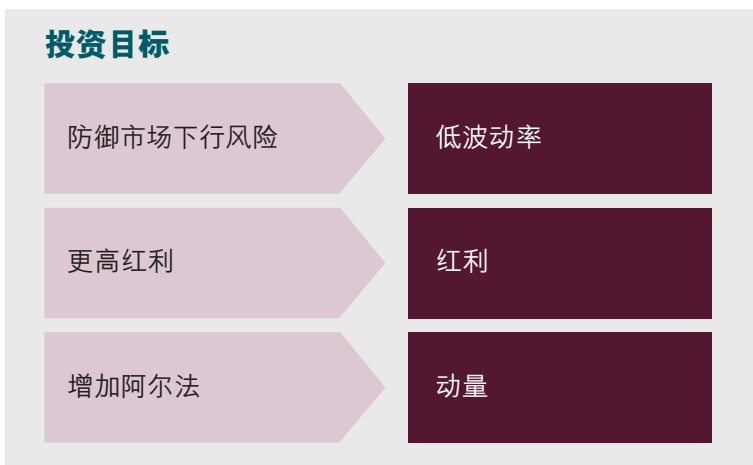 投资目标
防御市场下行风险
低波动率
更高红利
红利
增加阿尔法
动量